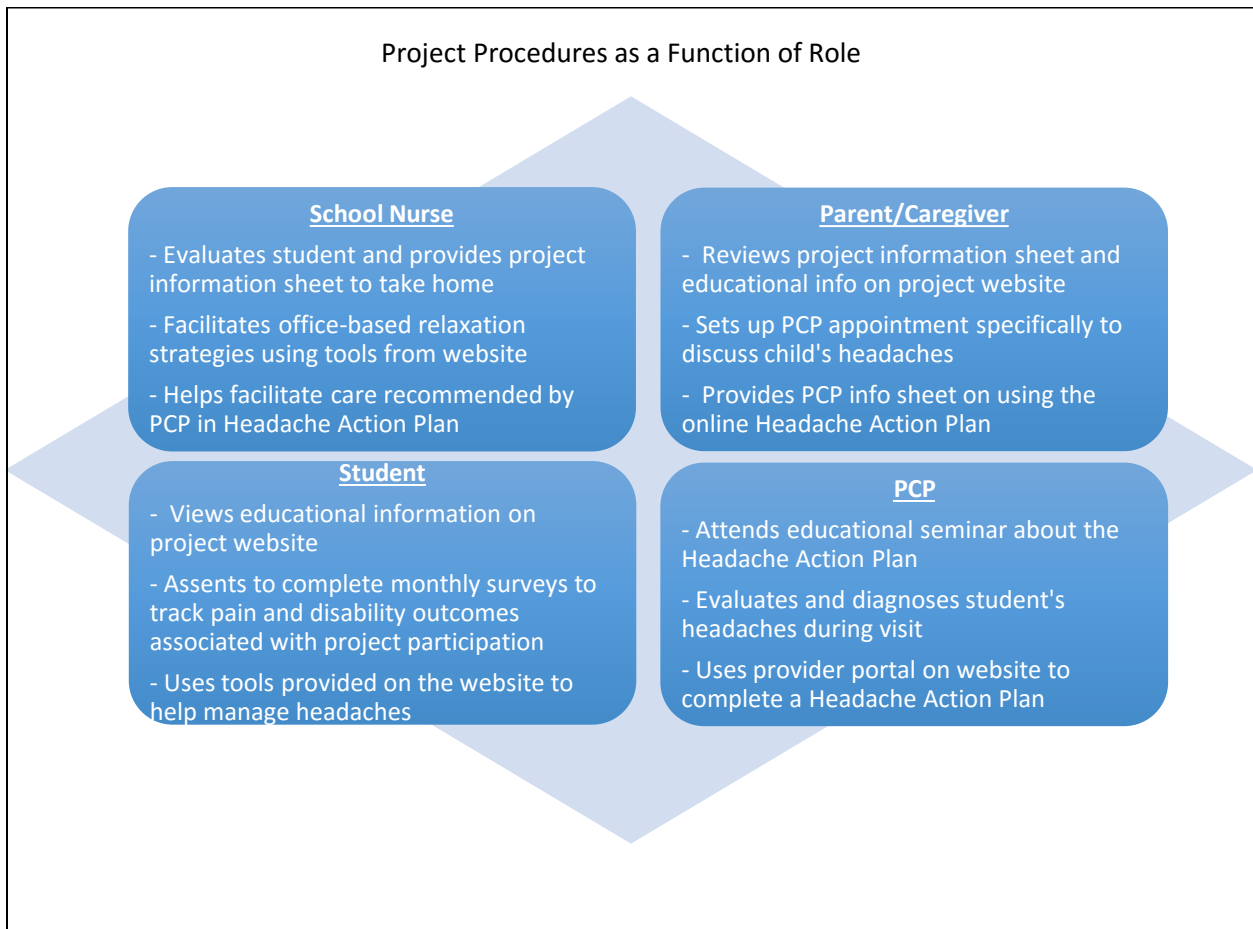 Project Procedures as a Function of Role
School Nurse
- Evaluates student and provides project
information sheet to take home
- Facilitates office-based relaxation
strategies using tools from website
- Helps facilitate care recommended by
PCP in Headache Action Plan
Parent/Caregiver
-  Reviews project information sheet and
educational info on project website
- Sets up PCP appointment specifically to
discuss child's headaches
-  Provides PCP info sheet on using the
online Headache Action Plan
Student
-  Views educational information on
project website
- Assents to complete monthly surveys to
track pain and disability outcomes
associated with project participation
- Uses tools provided on the website to
help manage headaches
PCP
- Attends educational seminar about the
Headache Action Plan
- Evaluates and diagnoses student's
headaches during visit
- Uses provider portal on website to
complete a Headache Action Plan